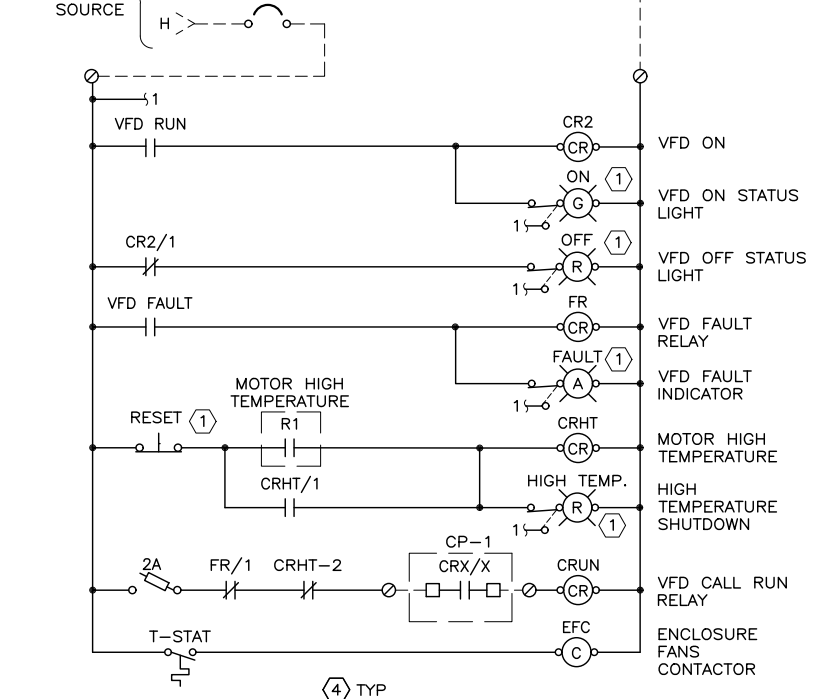 SOURCE
H
1
VFD RUN
CR2
CR
VFD ON
ON
1
G
VFD ON STATUS
LIGHT
1
CR2/1
OFF
1
R
VFD OFF STATUS
LIGHT
1
VFD FAULT
FR
CR
VFD FAULT
RELAY
FAULT
1
A
VFD FAULT
INDICATOR
1
MOTOR HIGH
TEMPERATURE
RESET
1
R1
CRHT
CR
MOTOR HIGH
TEMPERATURE
CRHT/1
HIGH TEMP.
R
1
HIGH
TEMPERATURE
SHUTDOWN
1
CP-1
2A
FR/1
CRHT-2
CRX/X
CRUN
CR
VFD CALL RUN
RELAY
T-STAT
EFC
C
ENCLOSURE
FANS
CONTACTOR
4 TYP